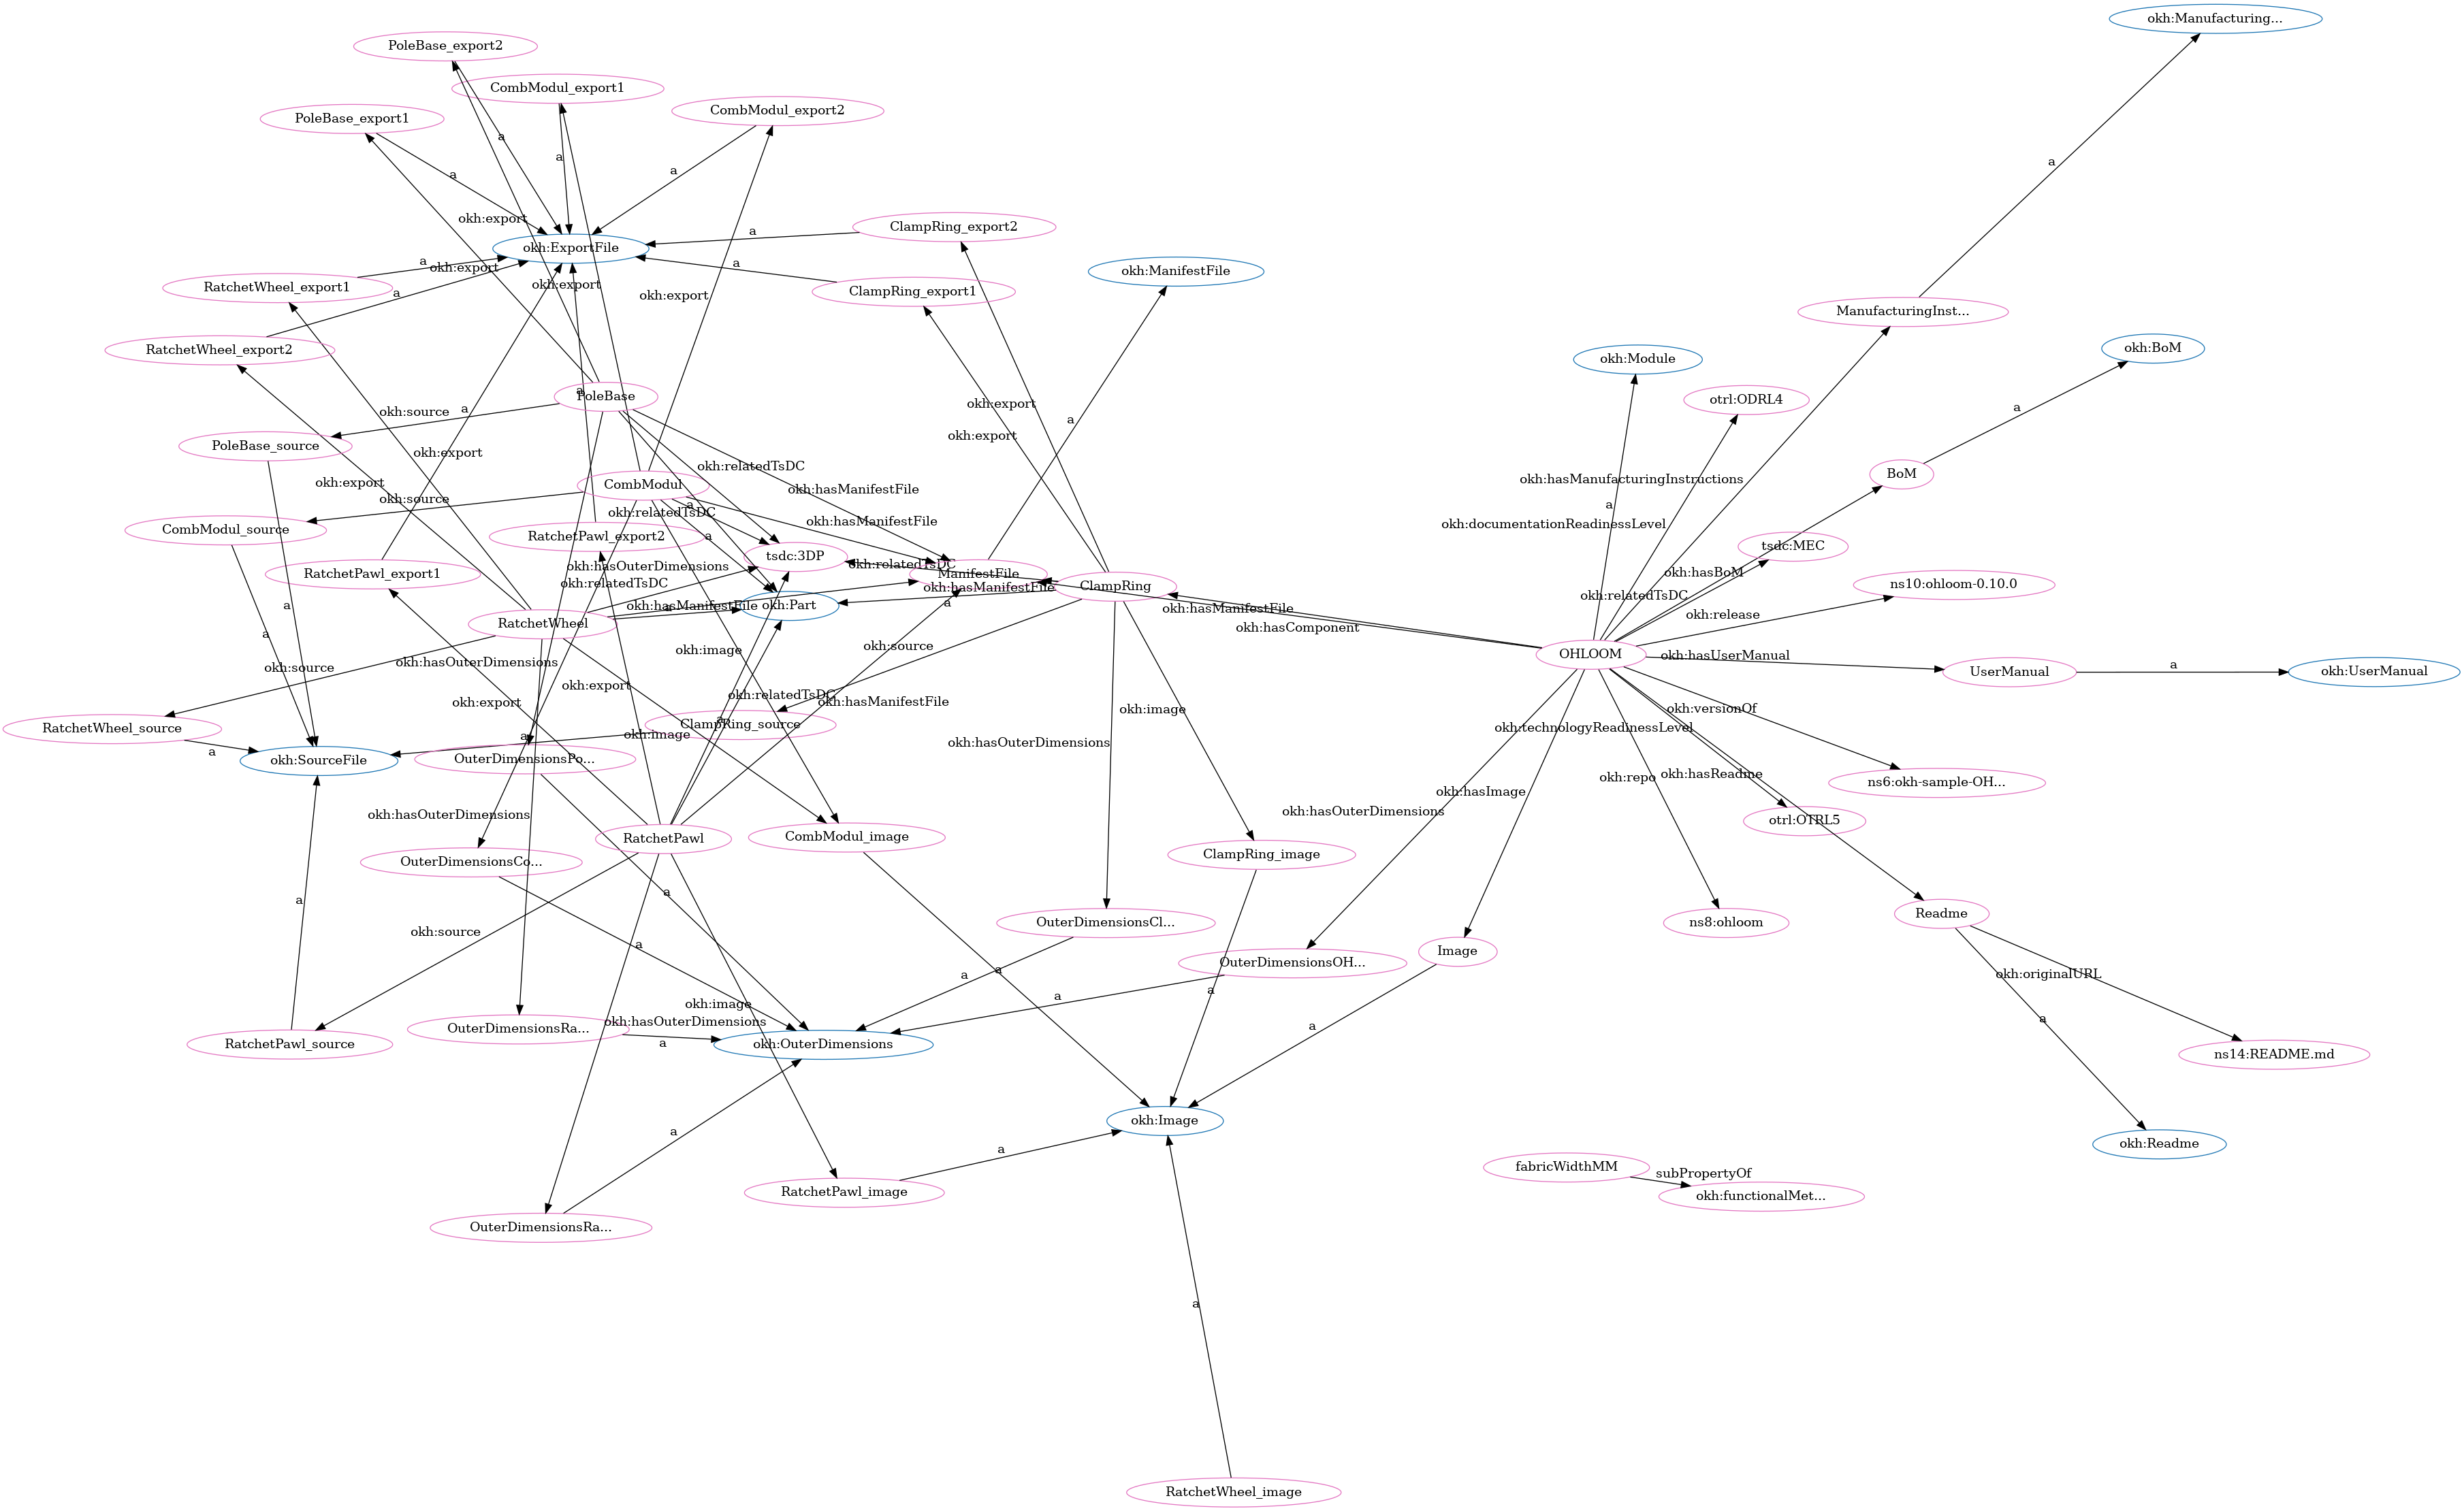 okh:Manufacturing...
PoleBase_export2
CombModul_export1
CombModul_export2
PoleBase_export1
a
a
a
a
a
okh:export
ClampRing_export2
a
okh:ExportFile
a
okh:export
a
ManifestFile
okh:ManifestFile
RatchetWheel_export1
okh:export
ClampRing_export1
a
okh:export
ManufacturingInst...
RatchetWheel_export2
okh:BoM
okh:Module
a
PoleBase
otrl:ODRL4
okh:export
a
okh:source
a
a
okh:export
PoleBase_source
okh:export
okh:relatedTsDC
BoM
okh:hasManufacturingInstructions
okh:export
CombModul
okh:hasManifestFile
okh:source
a
a
okh:relatedTsDC
okh:hasManifestFile
okh:documentationReadinessLevel
CombModul_source
RatchetPawl_export2
a
tsdc:MEC
tsdc:3DP
okh:hasOuterDimensions
okh:relatedTsDC
okh:hasBoM
RatchetPawl_export1
okh:relatedTsDC
okh:hasManifestFile
ClampRing
ns10:ohloom-0.10.0
okh:relatedTsDC
a
okh:hasManifestFile
okh:Part
a
okh:hasManifestFile
okh:release
RatchetWheel
okh:hasComponent
a
okh:image
okh:source
OHLOOM
okh:hasUserManual
okh:source
okh:hasOuterDimensions
UserManual
a
okh:UserManual
okh:export
okh:export
okh:relatedTsDC
okh:hasManifestFile
okh:image
okh:versionOf
a
ClampRing_source
RatchetWheel_source
okh:technologyReadinessLevel
a
okh:image
okh:hasOuterDimensions
a
okh:SourceFile
OuterDimensionsPo...
okh:repo
okh:hasReadme
ns6:okh-sample-OH...
okh:hasImage
okh:hasOuterDimensions
okh:hasOuterDimensions
otrl:OTRL5
RatchetPawl
CombModul_image
ClampRing_image
OuterDimensionsCo...
a
a
Readme
OuterDimensionsCl...
ns8:ohloom
okh:source
a
Image
OuterDimensionsOH...
a
a
okh:originalURL
a
a
okh:image
okh:hasOuterDimensions
a
OuterDimensionsRa...
a
RatchetPawl_source
okh:OuterDimensions
a
ns14:README.md
okh:Image
a
a
okh:Readme
fabricWidthMM
subPropertyOf
RatchetPawl_image
okh:functionalMet...
OuterDimensionsRa...
a
RatchetWheel_image